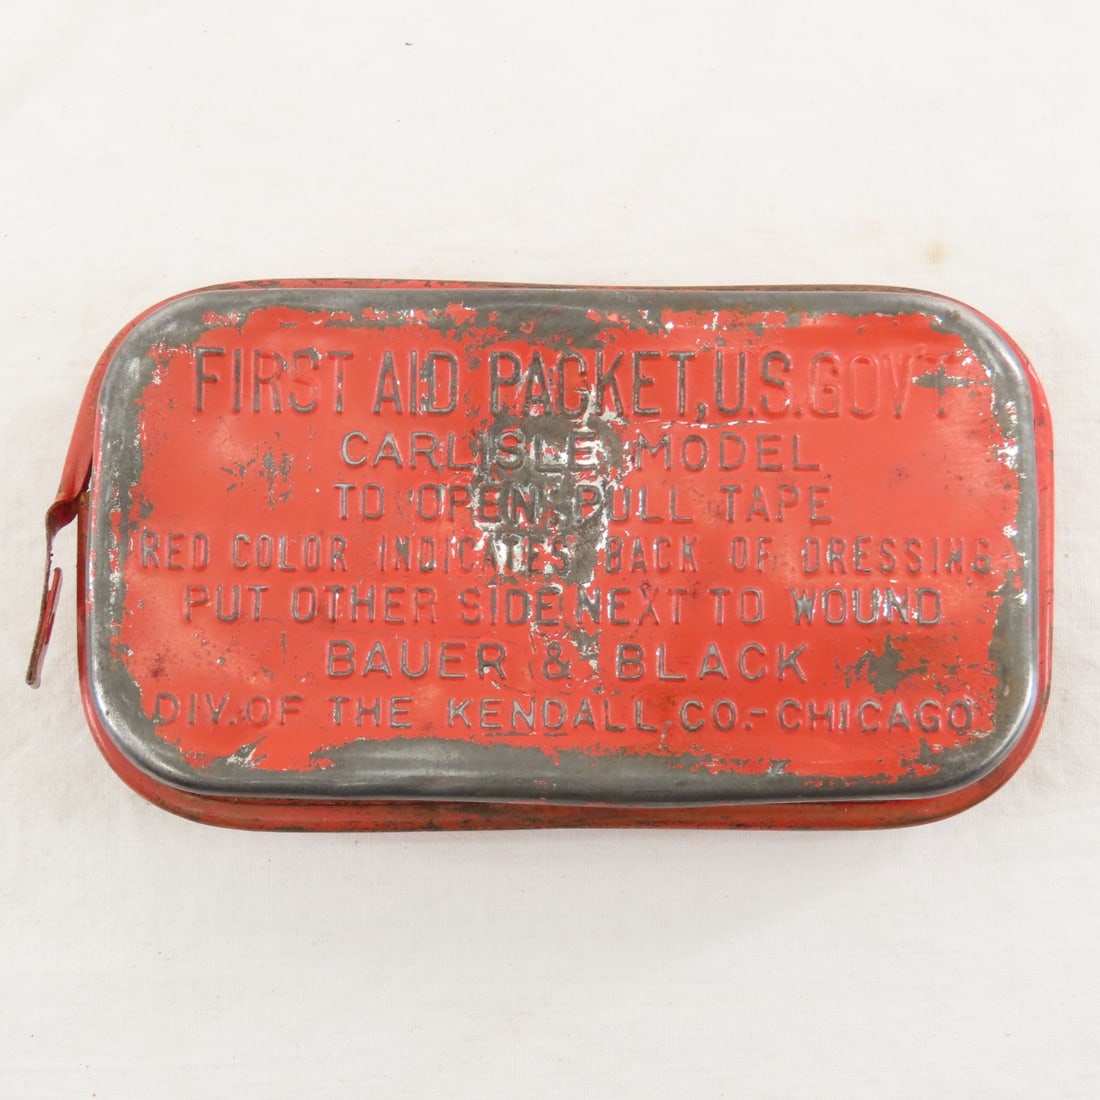 FIRST AID PACKET, U.S. GOV'T
CARLISLE MODEL
TO OPEN, PULL TAPE
RED COLOR INDICATES BACK OF DRESSING
PUT OTHER SIDE NEXT TO WOUND
BAUER & BLACK
DIV. OF THE KENDALL CO.-CHICAGO